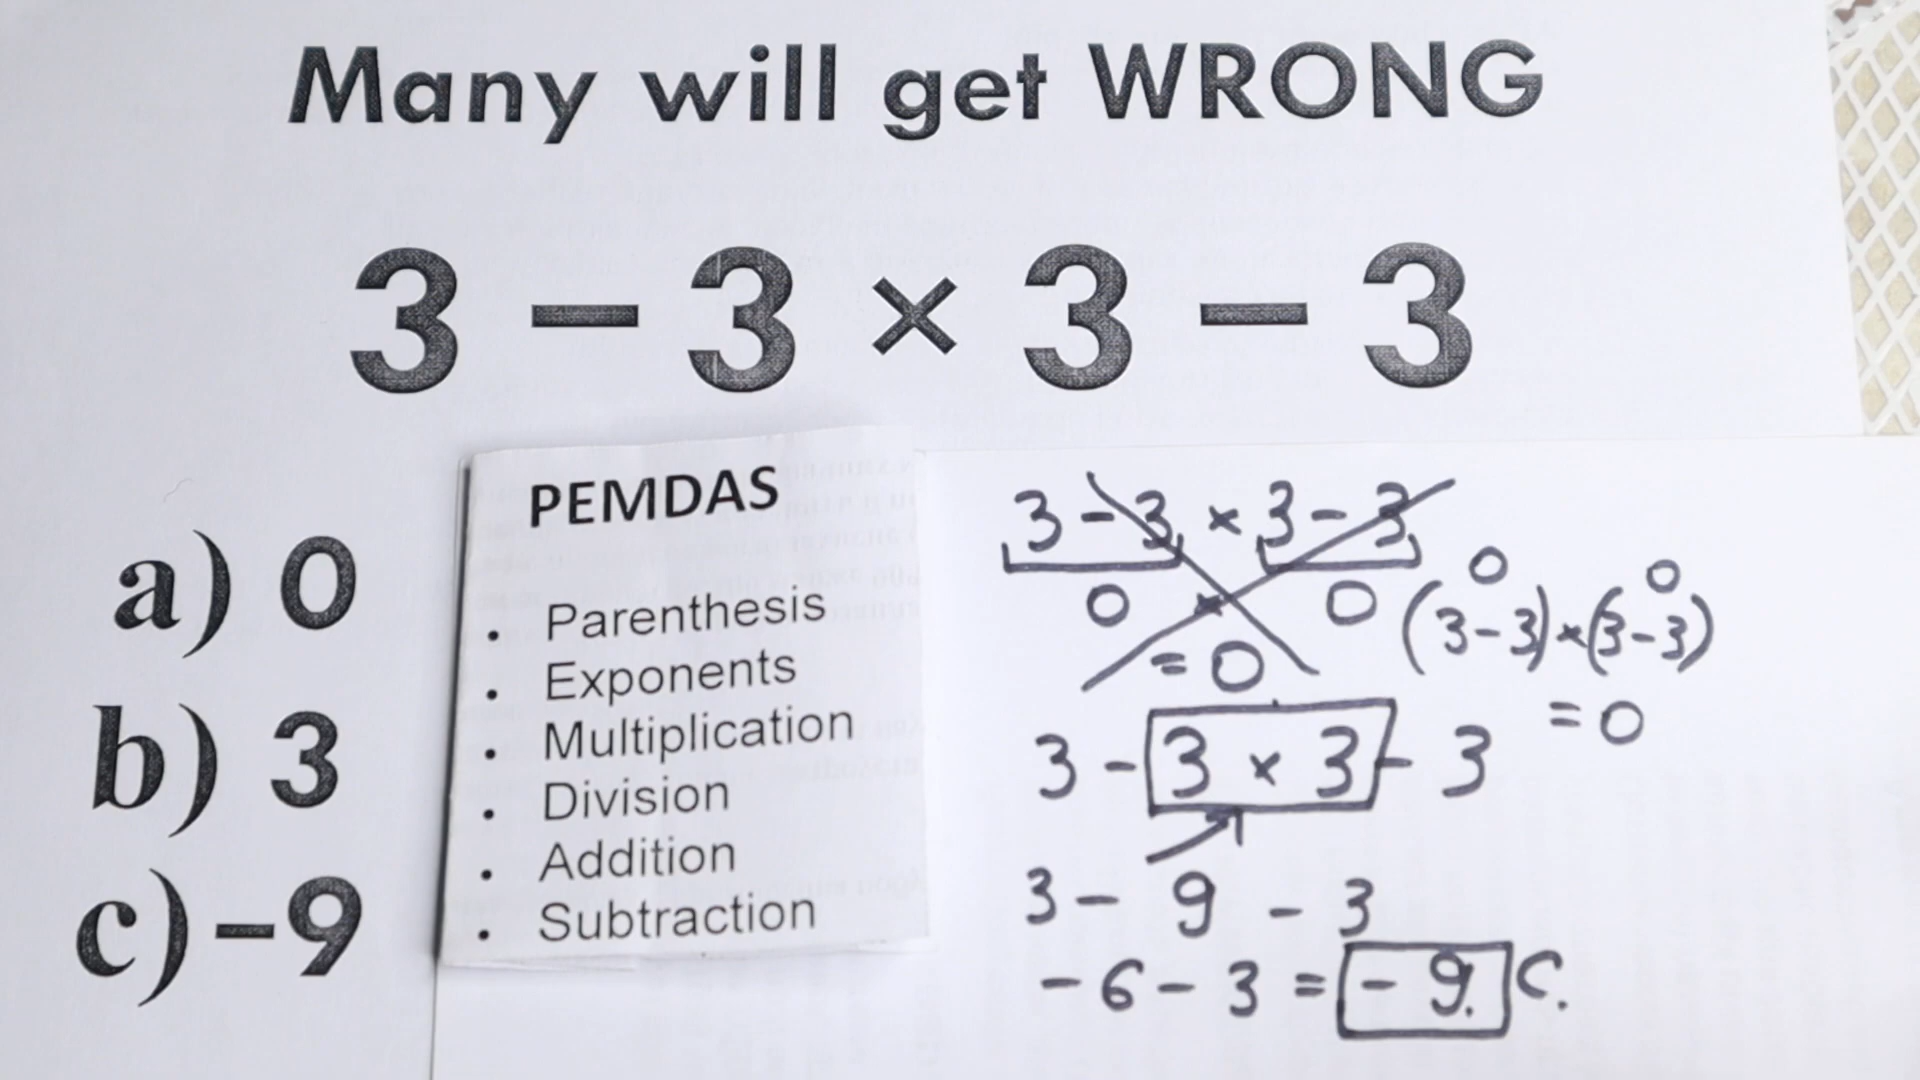 Many will get WRONG
3 − 3 × 3 − 3
a) 0
b) 3
c) −9
PEMDAS
• Parenthesis
• Exponents
• Multiplication
• Division
• Addition
• Subtraction
3 − 3 × 3 − 3
0 × 0
= 0
0 0
(3−3)×(3−3)
= 0
3 − 3 × 3 − 3
3 − 9 − 3
−6 − 3 = −9. C.